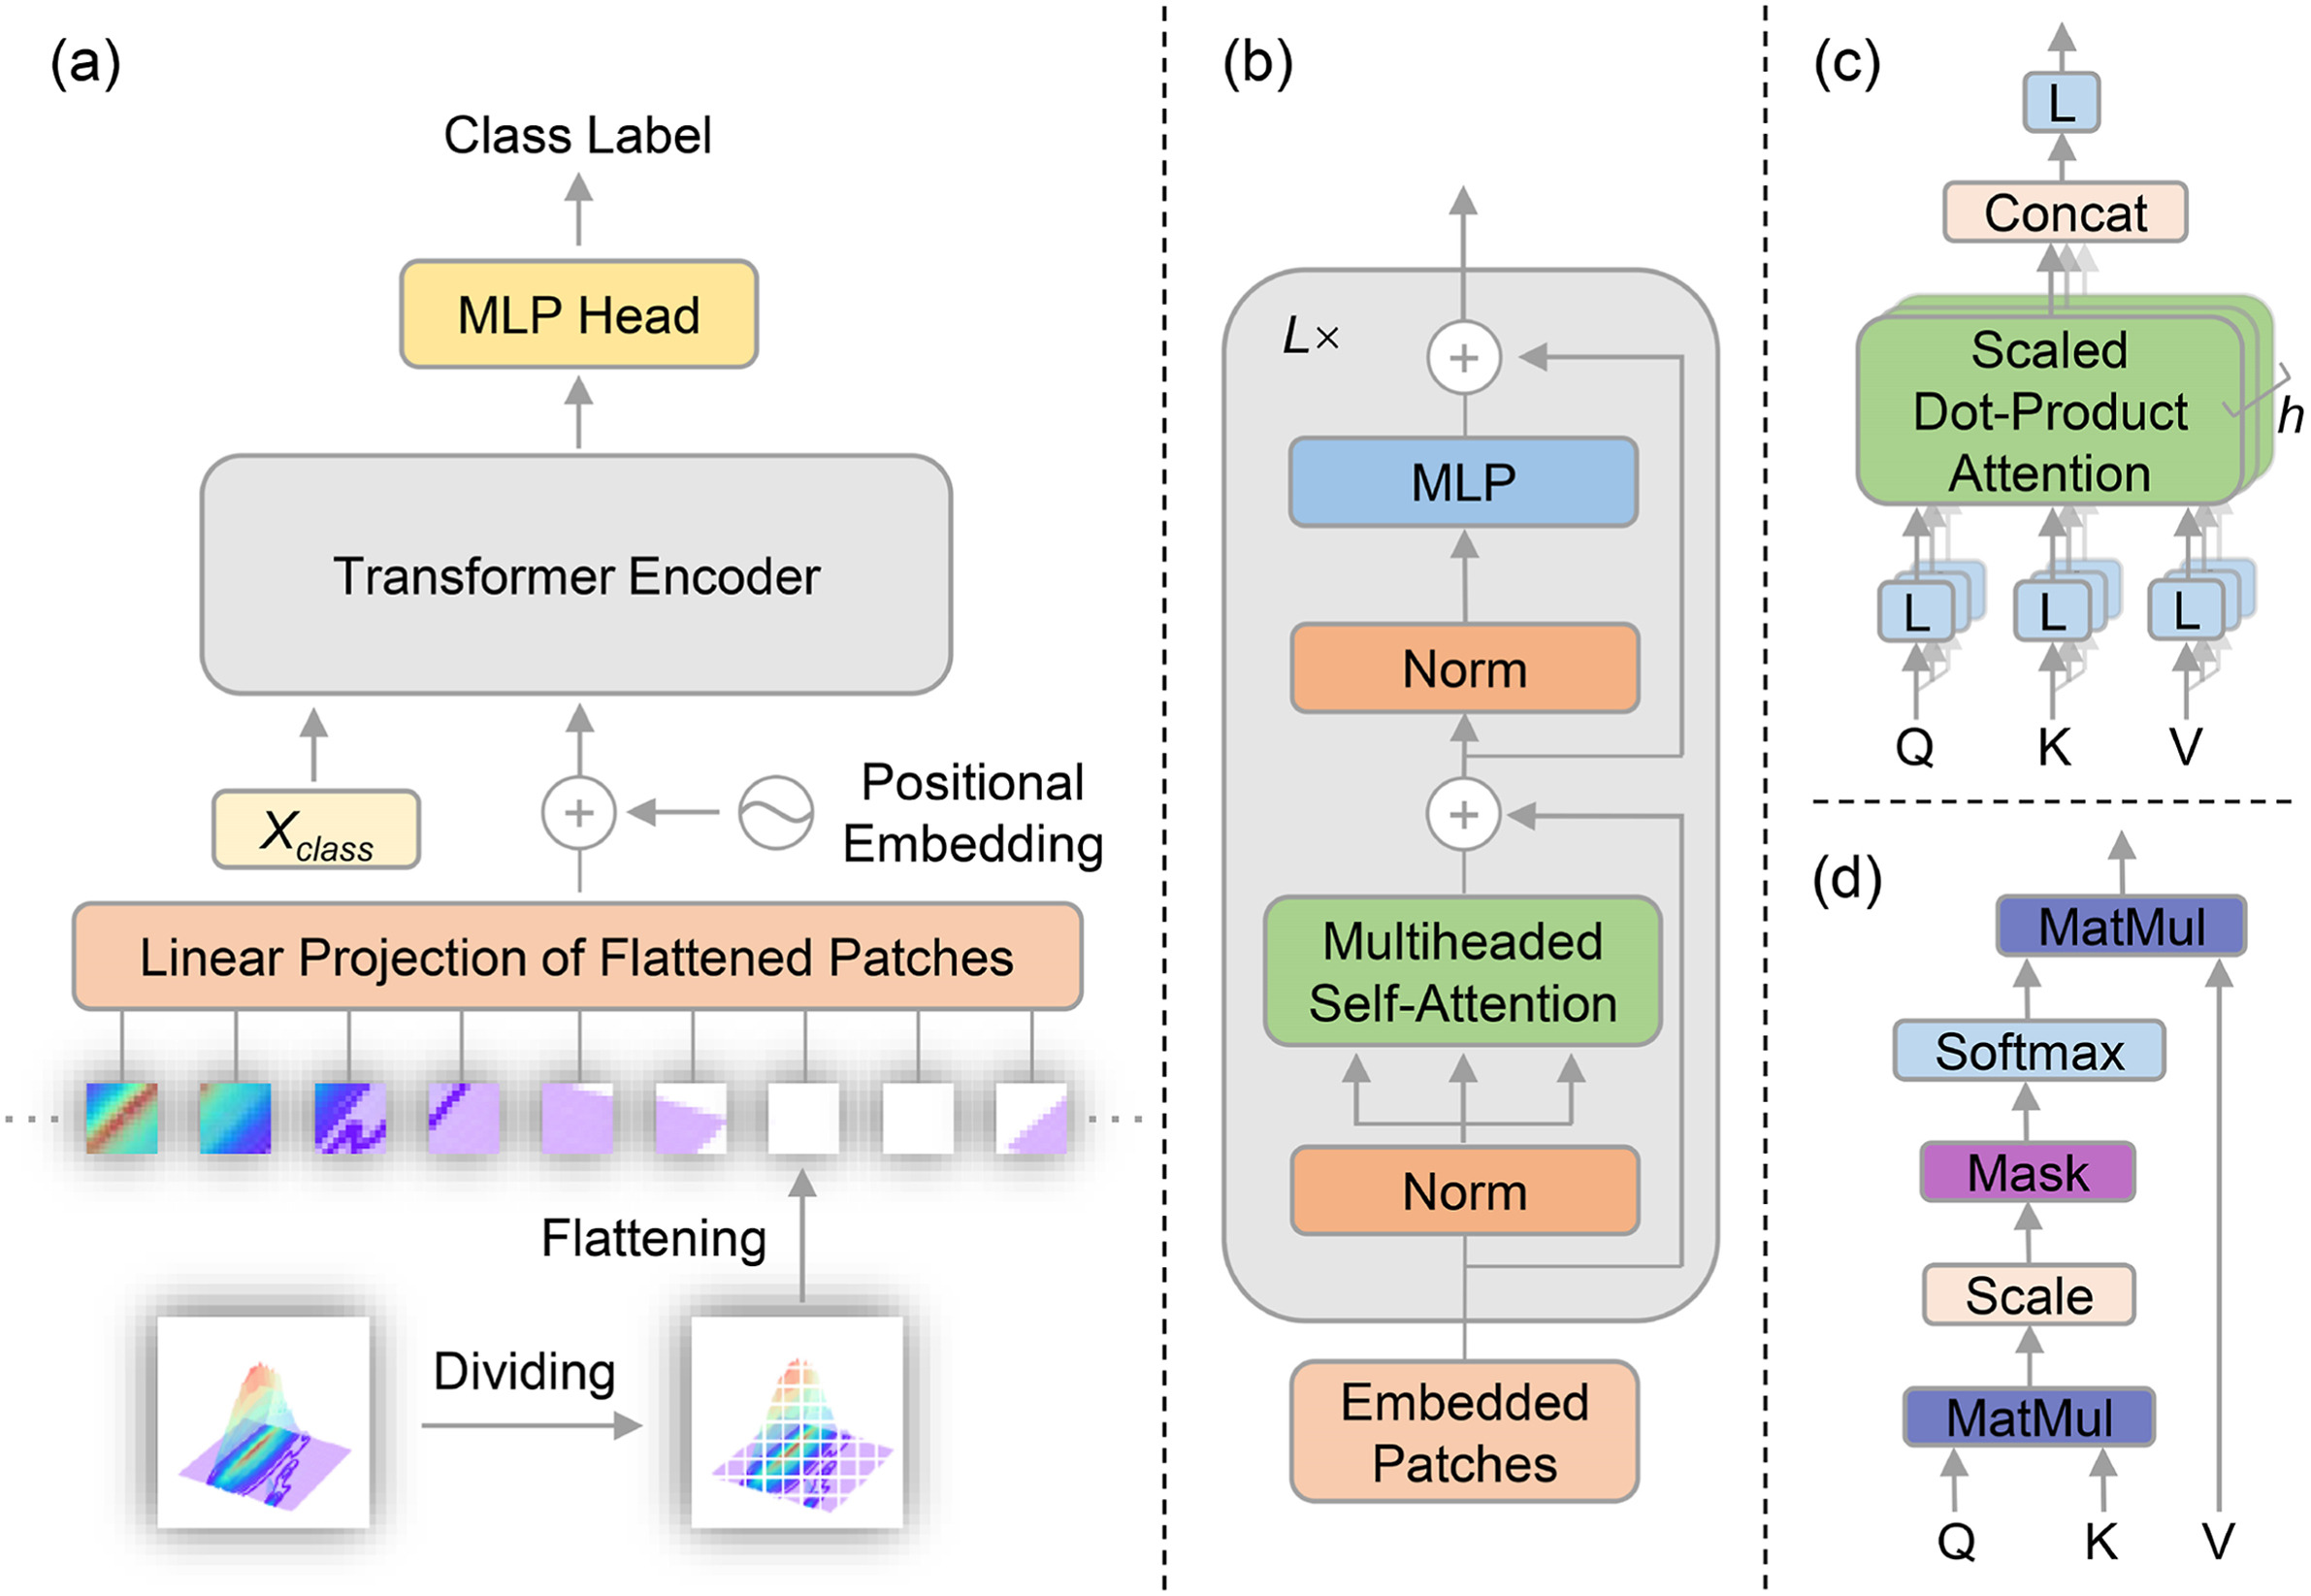 (a)
Class Label
MLP Head
Transformer Encoder
X class
+
Positional
Embedding
Linear Projection of Flattened Patches
Flattening
Dividing
(b)
L×
+
MLP
Norm
+
Multiheaded
Self-Attention
Norm
Embedded
Patches
(c)
L
Concat
Scaled
Dot-Product
Attention
h
L L L
Q K V
(d)
MatMul
Softmax
Mask
Scale
MatMul
Q K V